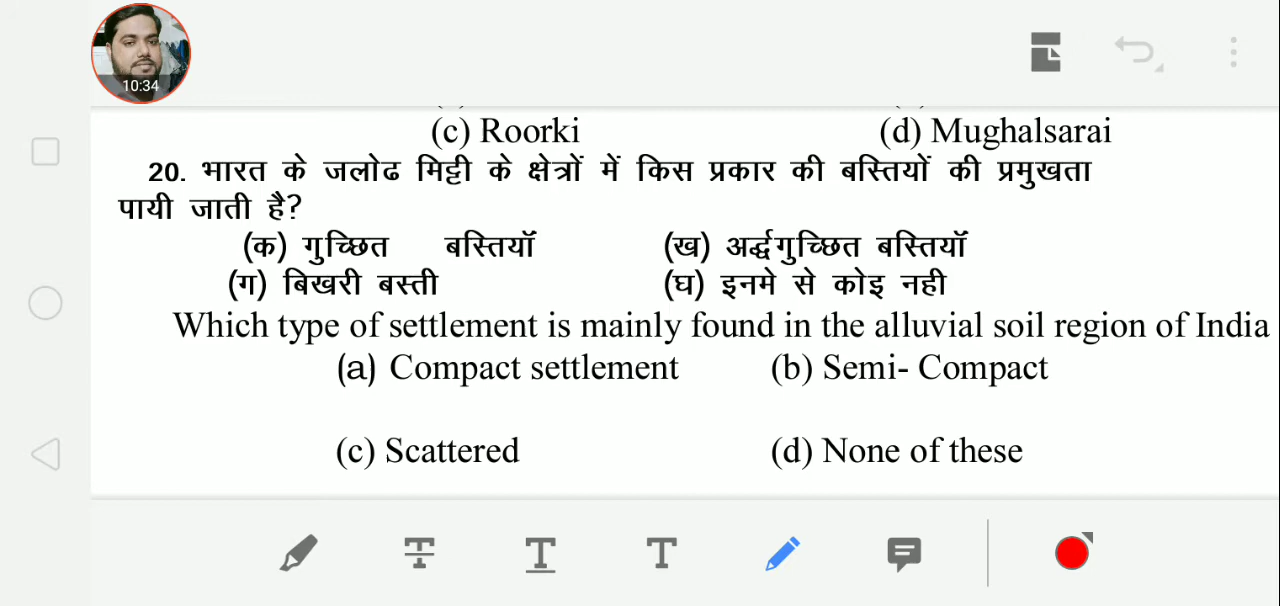 10:34
(c) Roorki (d) Mughalsarai
20. भारत के जलोढ मिट्टी के क्षेत्रों में किस प्रकार की बस्तियों की प्रमुखता
पायी जाती है?
(क) गुच्छित बस्तियॉ (ख) अर्द्धगुच्छित बस्तियॉ
(ग) बिखरी बस्ती (घ) इनमे से कोइ नही
Which type of settlement is mainly found in the alluvial soil region of India
(a) Compact settlement (b) Semi- Compact
(c) Scattered (d) None of these
T T T